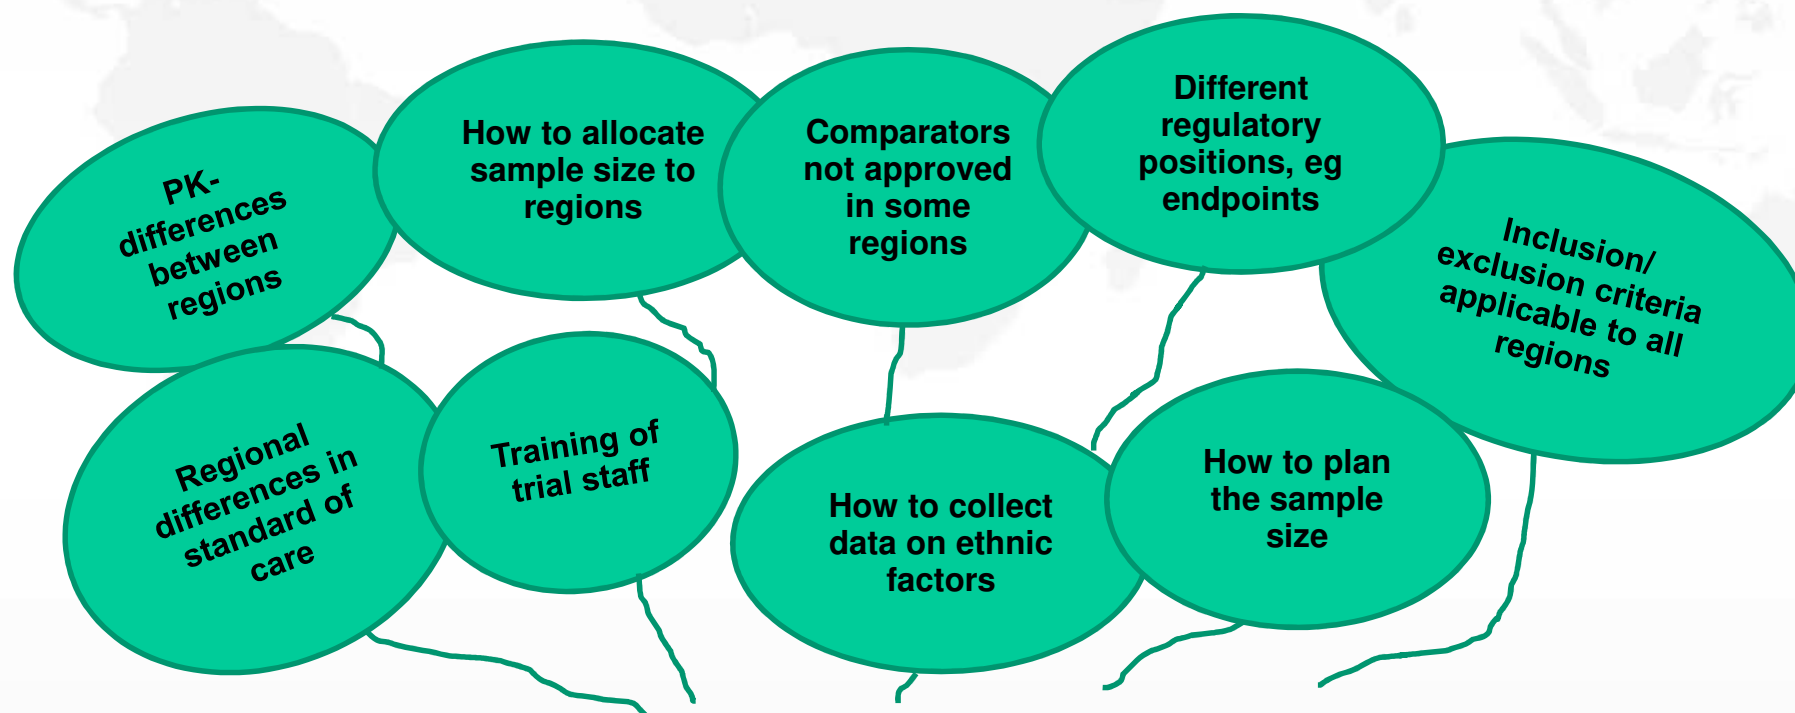 PK-
differences
between
regions
How to allocate
sample size to
regions
Comparators
not approved
in some
regions
Different
regulatory
positions, eg
endpoints
Inclusion/
exclusion criteria
applicable to all
regions
Regional
differences in
standard of
care
Training of
trial staff
How to collect
data on ethnic
factors
How to plan
the sample
size